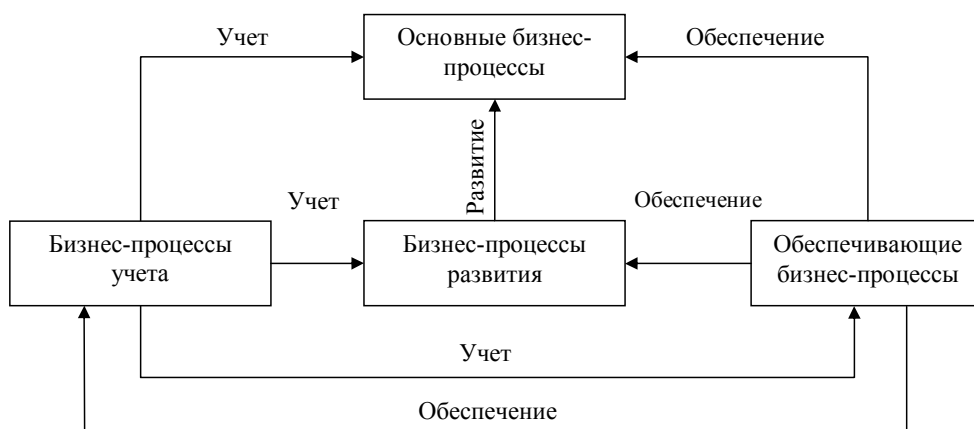 Учет
Основные бизнес-
процессы
Обеспечение
Развитие
Учет
Обеспечение
Бизнес-процессы
учета
Бизнес-процессы
развития
Обеспечивающие
бизнес-процессы
Учет
Обеспечение